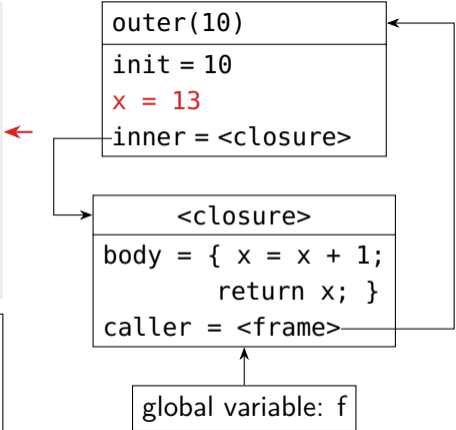 outer(10)
init = 10
x = 13
inner = <closure>
<closure>
body = { x = x + 1;
return x; }
caller = <frame>
global variable: f